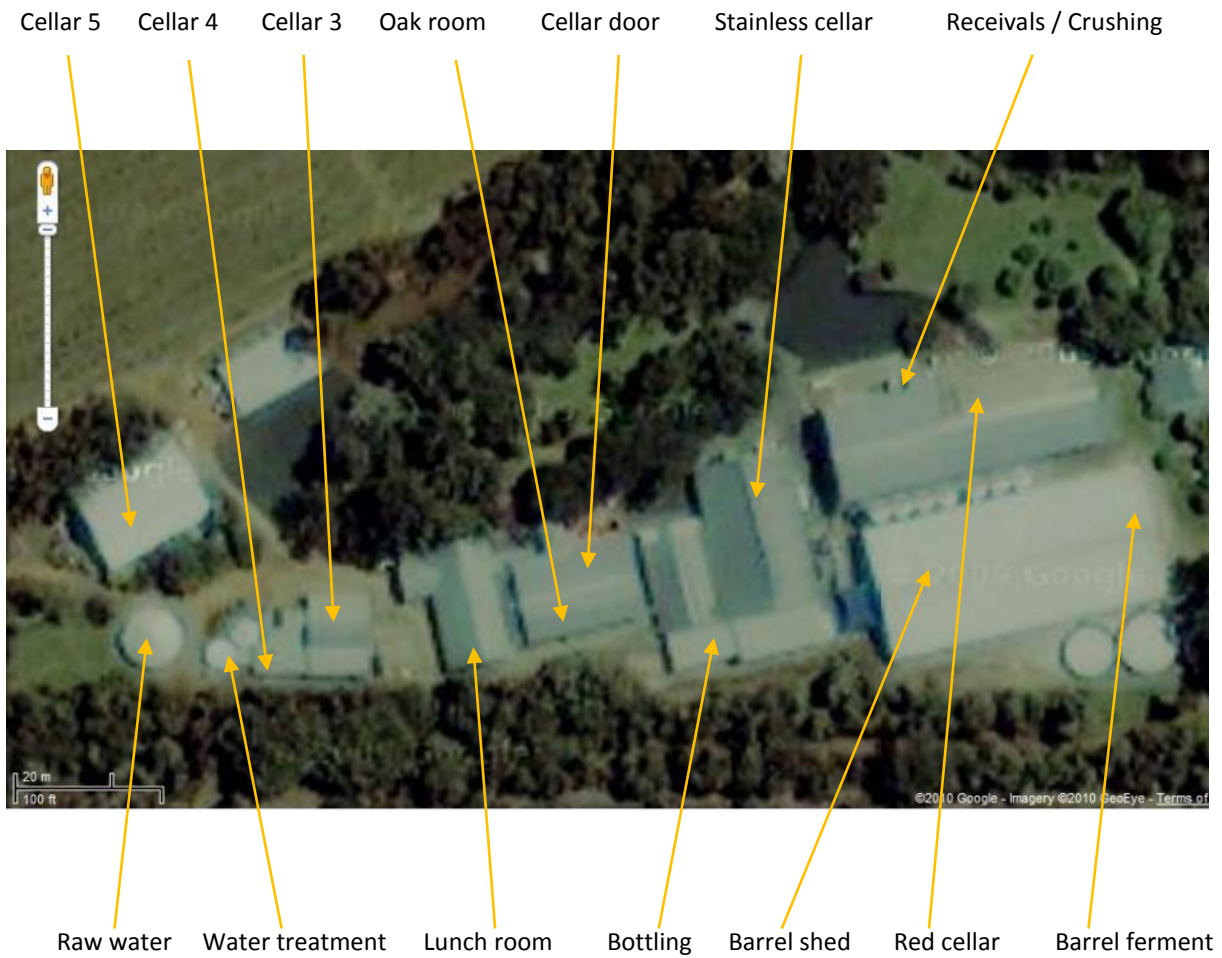 Cellar 5 Cellar 4 Cellar 3 Oak room Cellar door Stainless cellar Receivals / Crushing
20 m
100 ft
©2010 Google - Imagery ©2010 GeoEye - Terms of
Raw water Water treatment Lunch room Bottling Barrel shed Red cellar Barrel ferment